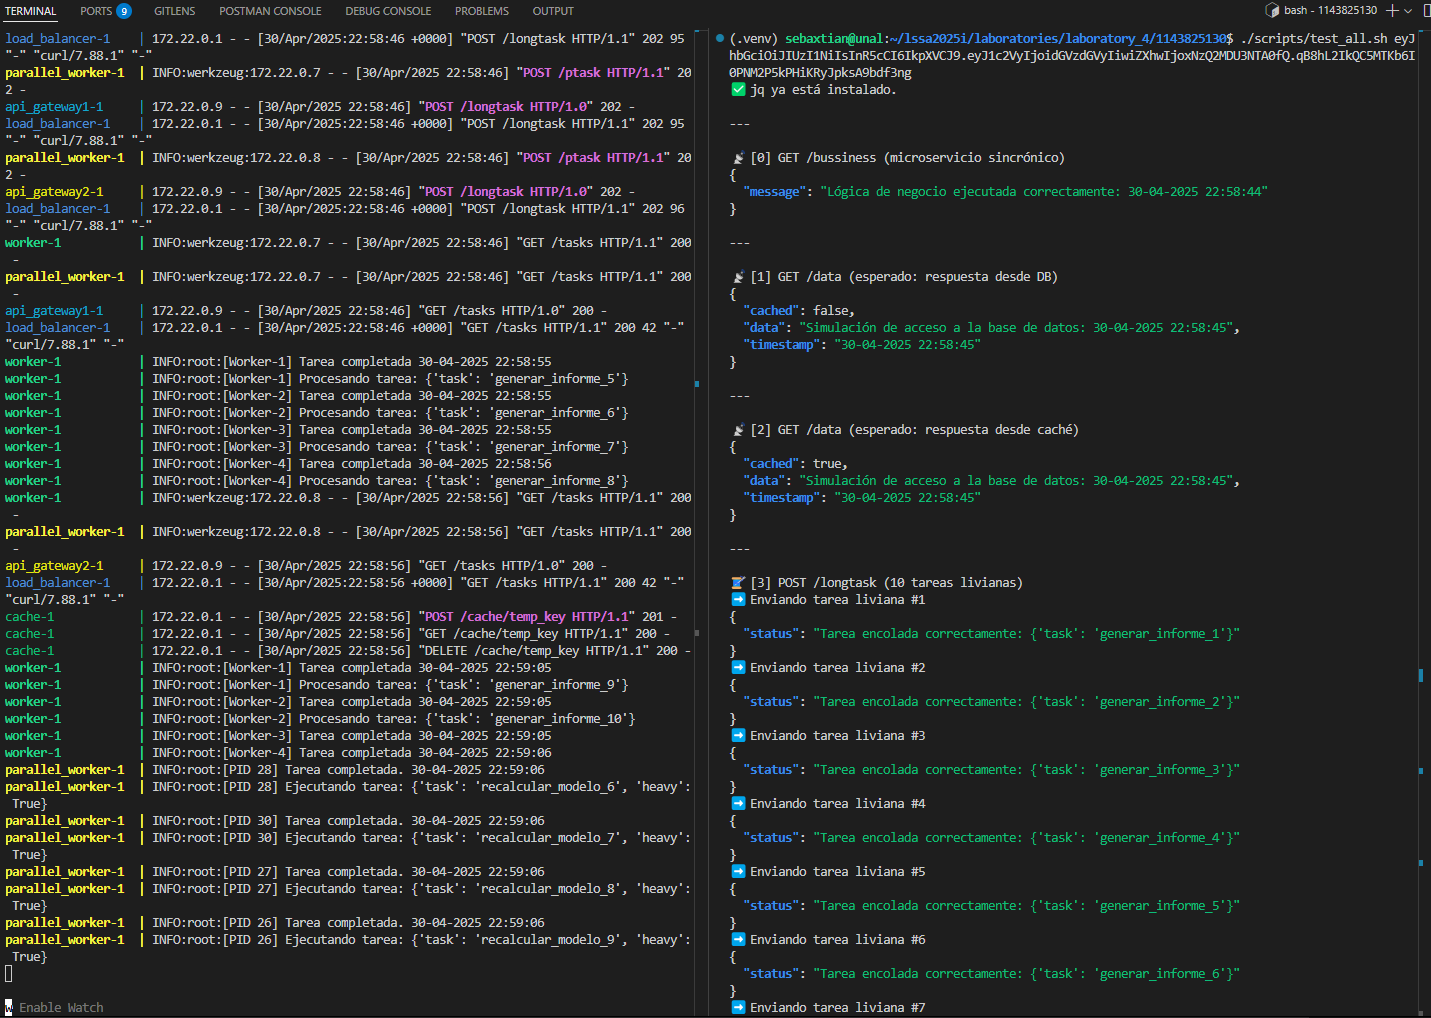 TERMINAL PORTS 9 GITLENS POSTMAN CONSOLE DEBUG CONSOLE PROBLEMS OUTPUT
bash - 1143825130
load_balancer-1 | 172.22.0.1 - - [30/Apr/2025:22:58:46 +0000] "POST /longtask HTTP/1.1" 202 95
"-" "curl/7.88.1" "-"
parallel_worker-1 | INFO:werkzeug:172.22.0.7 - - [30/Apr/2025 22:58:46] "POST /ptask HTTP/1.1" 20
2 -
api_gateway1-1 | 172.22.0.9 - - [30/Apr/2025 22:58:46] "POST /longtask HTTP/1.0" 202 -
load_balancer-1 | 172.22.0.1 - - [30/Apr/2025:22:58:46 +0000] "POST /longtask HTTP/1.1" 202 95
"-" "curl/7.88.1" "-"
parallel_worker-1 | INFO:werkzeug:172.22.0.8 - - [30/Apr/2025 22:58:46] "POST /ptask HTTP/1.1" 20
2 -
api_gateway2-1 | 172.22.0.9 - - [30/Apr/2025 22:58:46] "POST /longtask HTTP/1.0" 202 -
load_balancer-1 | 172.22.0.1 - - [30/Apr/2025:22:58:46 +0000] "POST /longtask HTTP/1.1" 202 96
"-" "curl/7.88.1" "-"
worker-1 | INFO:werkzeug:172.22.0.7 - - [30/Apr/2025 22:58:46] "GET /tasks HTTP/1.1" 200
-
parallel_worker-1 | INFO:werkzeug:172.22.0.7 - - [30/Apr/2025 22:58:46] "GET /tasks HTTP/1.1" 200
-
api_gateway1-1 | 172.22.0.9 - - [30/Apr/2025 22:58:46] "GET /tasks HTTP/1.0" 200 -
load_balancer-1 | 172.22.0.1 - - [30/Apr/2025:22:58:46 +0000] "GET /tasks HTTP/1.1" 200 42 "-"
"curl/7.88.1" "-"
worker-1 | INFO:root:[Worker-1] Tarea completada 30-04-2025 22:58:55
worker-1 | INFO:root:[Worker-1] Procesando tarea: {'task': 'generar_informe_5'}
worker-1 | INFO:root:[Worker-2] Tarea completada 30-04-2025 22:58:55
worker-1 | INFO:root:[Worker-2] Procesando tarea: {'task': 'generar_informe_6'}
worker-1 | INFO:root:[Worker-3] Tarea completada 30-04-2025 22:58:55
worker-1 | INFO:root:[Worker-3] Procesando tarea: {'task': 'generar_informe_7'}
worker-1 | INFO:root:[Worker-4] Tarea completada 30-04-2025 22:58:56
worker-1 | INFO:root:[Worker-4] Procesando tarea: {'task': 'generar_informe_8'}
worker-1 | INFO:werkzeug:172.22.0.8 - - [30/Apr/2025 22:58:56] "GET /tasks HTTP/1.1" 200
-
parallel_worker-1 | INFO:werkzeug:172.22.0.8 - - [30/Apr/2025 22:58:56] "GET /tasks HTTP/1.1" 200
-
api_gateway2-1 | 172.22.0.9 - - [30/Apr/2025 22:58:56] "GET /tasks HTTP/1.0" 200 -
load_balancer-1 | 172.22.0.1 - - [30/Apr/2025:22:58:56 +0000] "GET /tasks HTTP/1.1" 200 42 "-"
"curl/7.88.1" "-"
cache-1 | 172.22.0.1 - - [30/Apr/2025 22:58:56] "POST /cache/temp_key HTTP/1.1" 201 -
cache-1 | 172.22.0.1 - - [30/Apr/2025 22:58:56] "GET /cache/temp_key HTTP/1.1" 200 -
cache-1 | 172.22.0.1 - - [30/Apr/2025 22:58:56] "DELETE /cache/temp_key HTTP/1.1" 200 -
worker-1 | INFO:root:[Worker-1] Tarea completada 30-04-2025 22:59:05
worker-1 | INFO:root:[Worker-1] Procesando tarea: {'task': 'generar_informe_9'}
worker-1 | INFO:root:[Worker-2] Tarea completada 30-04-2025 22:59:05
worker-1 | INFO:root:[Worker-2] Procesando tarea: {'task': 'generar_informe_10'}
worker-1 | INFO:root:[Worker-3] Tarea completada 30-04-2025 22:59:05
worker-1 | INFO:root:[Worker-4] Tarea completada 30-04-2025 22:59:06
parallel_worker-1 | INFO:root:[PID 28] Tarea completada. 30-04-2025 22:59:06
parallel_worker-1 | INFO:root:[PID 28] Ejecutando tarea: {'task': 'recalcular_modelo_6', 'heavy':
True}
parallel_worker-1 | INFO:root:[PID 30] Tarea completada. 30-04-2025 22:59:06
parallel_worker-1 | INFO:root:[PID 30] Ejecutando tarea: {'task': 'recalcular_modelo_7', 'heavy':
True}
parallel_worker-1 | INFO:root:[PID 27] Tarea completada. 30-04-2025 22:59:06
parallel_worker-1 | INFO:root:[PID 27] Ejecutando tarea: {'task': 'recalcular_modelo_8', 'heavy':
True}
parallel_worker-1 | INFO:root:[PID 26] Tarea completada. 30-04-2025 22:59:06
parallel_worker-1 | INFO:root:[PID 26] Ejecutando tarea: {'task': 'recalcular_modelo_9', 'heavy':
True}
w Enable Watch
(.venv) sebaxtian@unal:~/lssa2025i/laboratories/laboratory_4/1143825130$ ./scripts/test_all.sh eyJ
hbGciOiJIUzI1NiIsInR5cCI6IkpXVCJ9.eyJ1c2VyIjoidGVzdGVyIiwiZXhwIjoxNzQ2MDU3NTA0fQ.qB8hL2IkQC5MTKb6I
0PNM2P5kPHiKRyJpksA9bdf3ng
✅ jq ya está instalado.
---
[0] GET /bussiness (microservicio sincrónico)
{
"message": "Lógica de negocio ejecutada correctamente: 30-04-2025 22:58:44"
}
---
[1] GET /data (esperado: respuesta desde DB)
{
"cached": false,
"data": "Simulación de acceso a la base de datos: 30-04-2025 22:58:45",
"timestamp": "30-04-2025 22:58:45"
}
---
[2] GET /data (esperado: respuesta desde caché)
{
"cached": true,
"data": "Simulación de acceso a la base de datos: 30-04-2025 22:58:45",
"timestamp": "30-04-2025 22:58:45"
}
---
[3] POST /longtask (10 tareas livianas)
➡ Enviando tarea liviana #1
{
"status": "Tarea encolada correctamente: {'task': 'generar_informe_1'}"
}
➡ Enviando tarea liviana #2
{
"status": "Tarea encolada correctamente: {'task': 'generar_informe_2'}"
}
➡ Enviando tarea liviana #3
{
"status": "Tarea encolada correctamente: {'task': 'generar_informe_3'}"
}
➡ Enviando tarea liviana #4
{
"status": "Tarea encolada correctamente: {'task': 'generar_informe_4'}"
}
➡ Enviando tarea liviana #5
{
"status": "Tarea encolada correctamente: {'task': 'generar_informe_5'}"
}
➡ Enviando tarea liviana #6
{
"status": "Tarea encolada correctamente: {'task': 'generar_informe_6'}"
}
➡ Enviando tarea liviana #7